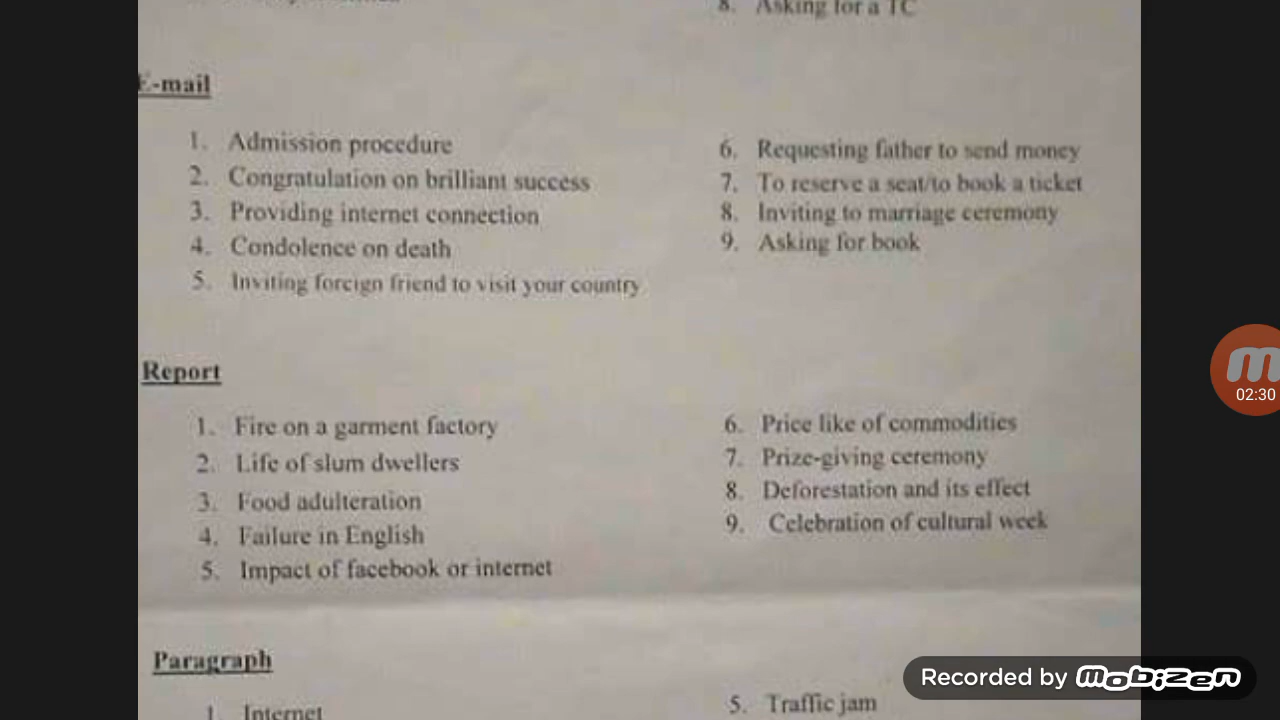 8. Asking for a TC
E-mail
1. Admission procedure
2. Congratulation on brilliant success
3. Providing internet connection
4. Condolence on death
5. Inviting foreign friend to visit your country
6. Requesting father to send money
7. To reserve a seat/to book a ticket
8. Inviting to marriage ceremony
9. Asking for book
Report
1. Fire on a garment factory
2. Life of slum dwellers
3. Food adulteration
4. Failure in English
5. Impact of facebook or internet
6. Price like of commodities
7. Prize-giving ceremony
8. Deforestation and its effect
9. Celebration of cultural week
Paragraph
1. Internet
5. Traffic jam
02:30
Recorded by mobizen